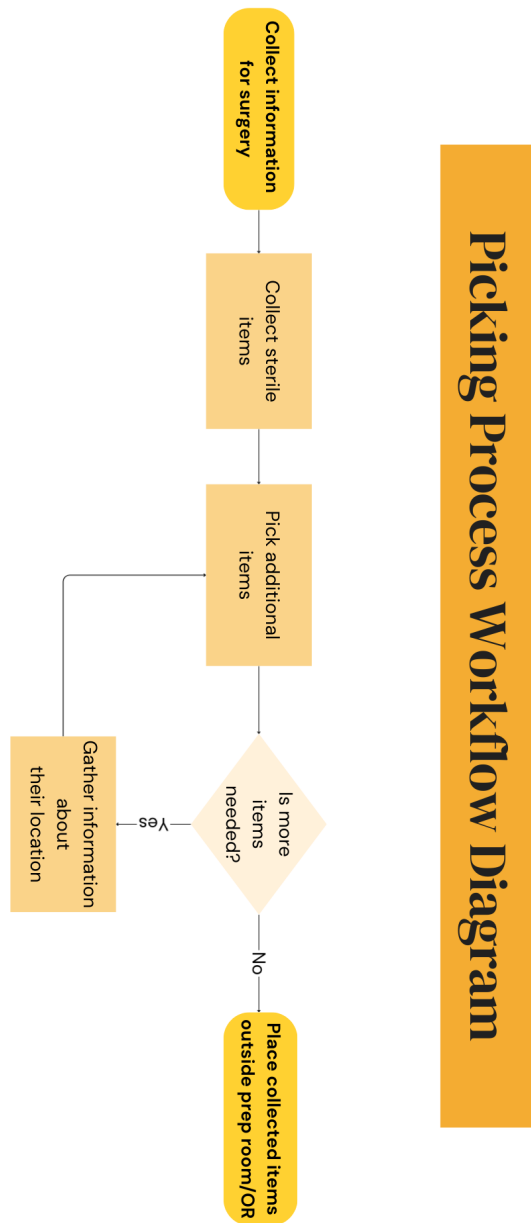 Picking Process Workflow Diagram
Collect information
for surgery
Collect sterile
items
Pick additional
items
Is more
items
needed?
Yes
Gather information
about
their location
No
Place collected items
outside prep room/OR